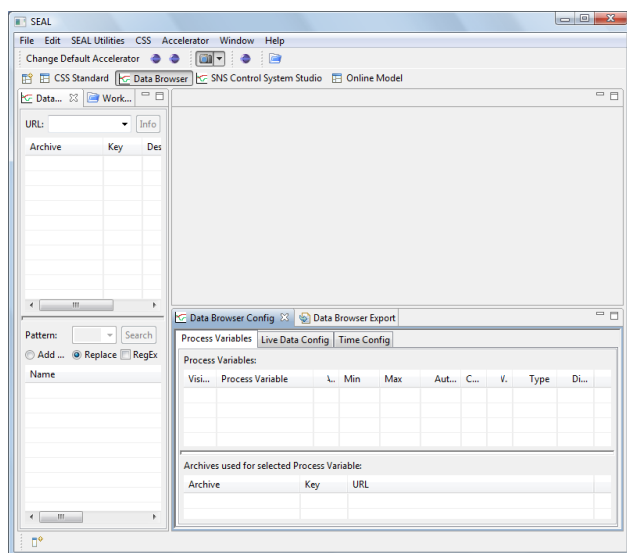 SEAL
File Edit SEAL Utilities CSS Accelerator Window Help
Change Default Accelerator
CSS Standard Data Browser SNS Control System Studio Online Model
Data... Work...
URL: Info
Archive Key Des
Pattern: Search
Add ... Replace RegEx
Name
Data Browser Config Data Browser Export
Process Variables Live Data Config Time Config
Process Variables:
Visi... Process Variable Min Max Aut... C... Type Di...
Archives used for selected Process Variable:
Archive Key URL